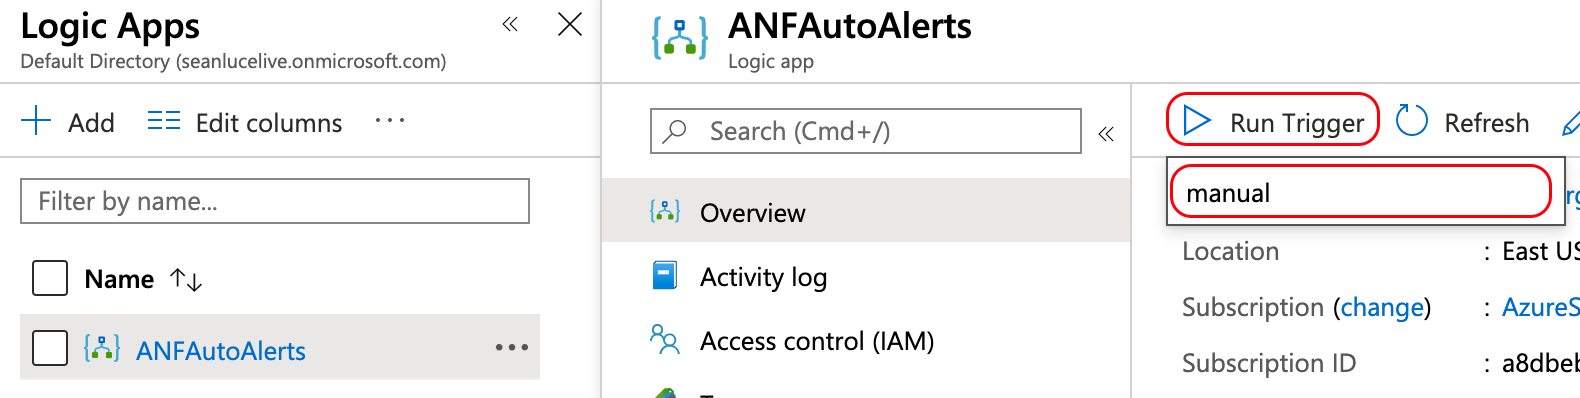 Logic Apps
Default Directory (seanlucelive.onmicrosoft.com)
Add
Edit columns
Filter by name...
Name
ANFAutoAlerts
ANFAutoAlerts
Logic app
Search (Cmd+/)
Overview
Activity log
Access control (IAM)
Run Trigger
Refresh
manual
Location : East US
Subscription (change) : AzureS
Subscription ID : a8dbeb